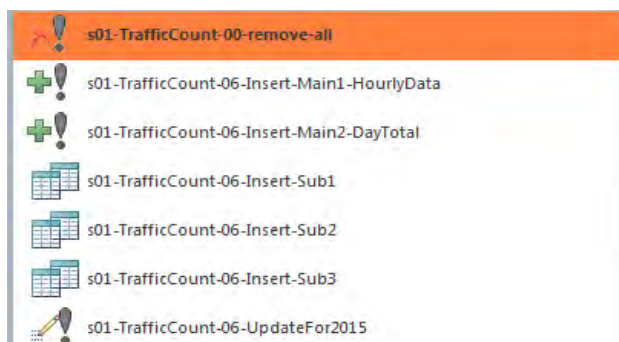 s01-TrafficCount-00-remove-all
s01-TrafficCount-06-Insert-Main1-HourlyData
s01-TrafficCount-06-Insert-Main2-DayTotal
s01-TrafficCount-06-Insert-Sub1
s01-TrafficCount-06-Insert-Sub2
s01-TrafficCount-06-Insert-Sub3
s01-TrafficCount-06-UpdateFor2015